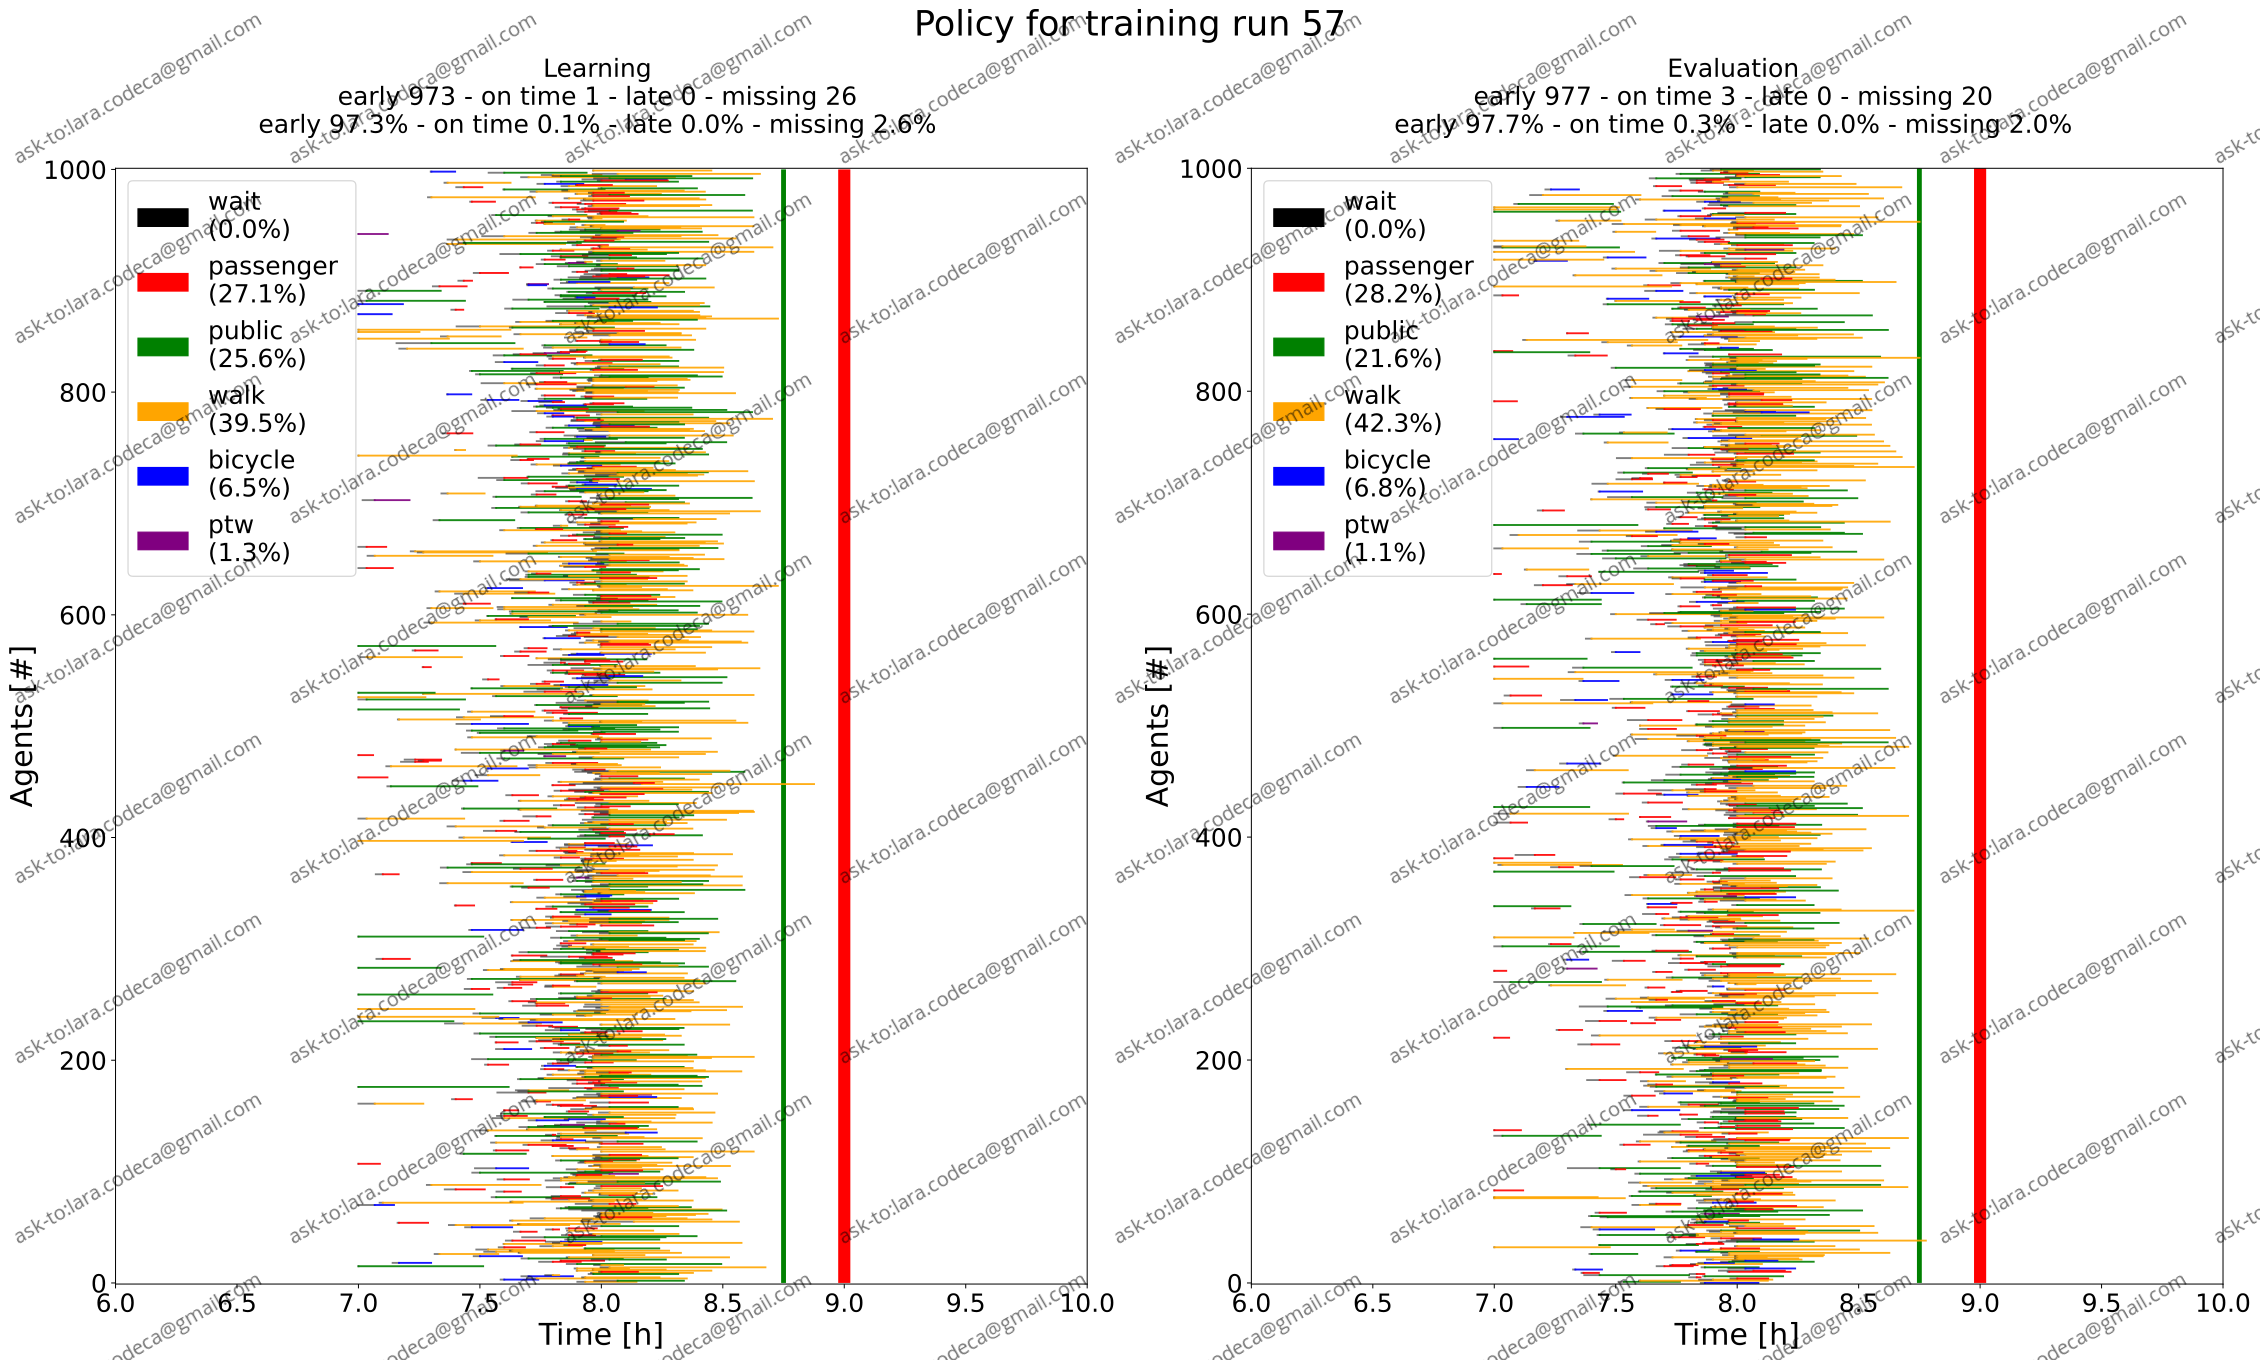 Policy for training run 57
Learning
early 973 - on time 1 - late 0 - missing 26
early 97.3% - on time 0.1% - late 0.0% - missing 2.6%
1000
800
600
400
200
0
Agents [#]
wait
(0.0%)
passenger
(27.1%)
public
(25.6%)
walk
(39.5%)
bicycle
(6.5%)
ptw
(1.3%)
6.0 6.5 7.0 7.5 8.0 8.5 9.0 9.5 10.0
Time [h]
Evaluation
early 977 - on time 3 - late 0 - missing 20
early 97.7% - on time 0.3% - late 0.0% - missing 2.0%
1000
800
600
400
200
0
Agents [#]
wait
(0.0%)
passenger
(28.2%)
public
(21.6%)
walk
(42.3%)
bicycle
(6.8%)
ptw
(1.1%)
6.0 6.5 7.0 7.5 8.0 8.5 9.0 9.5 10.0
Time [h]
ask-to:lara.codeca@gmail.com